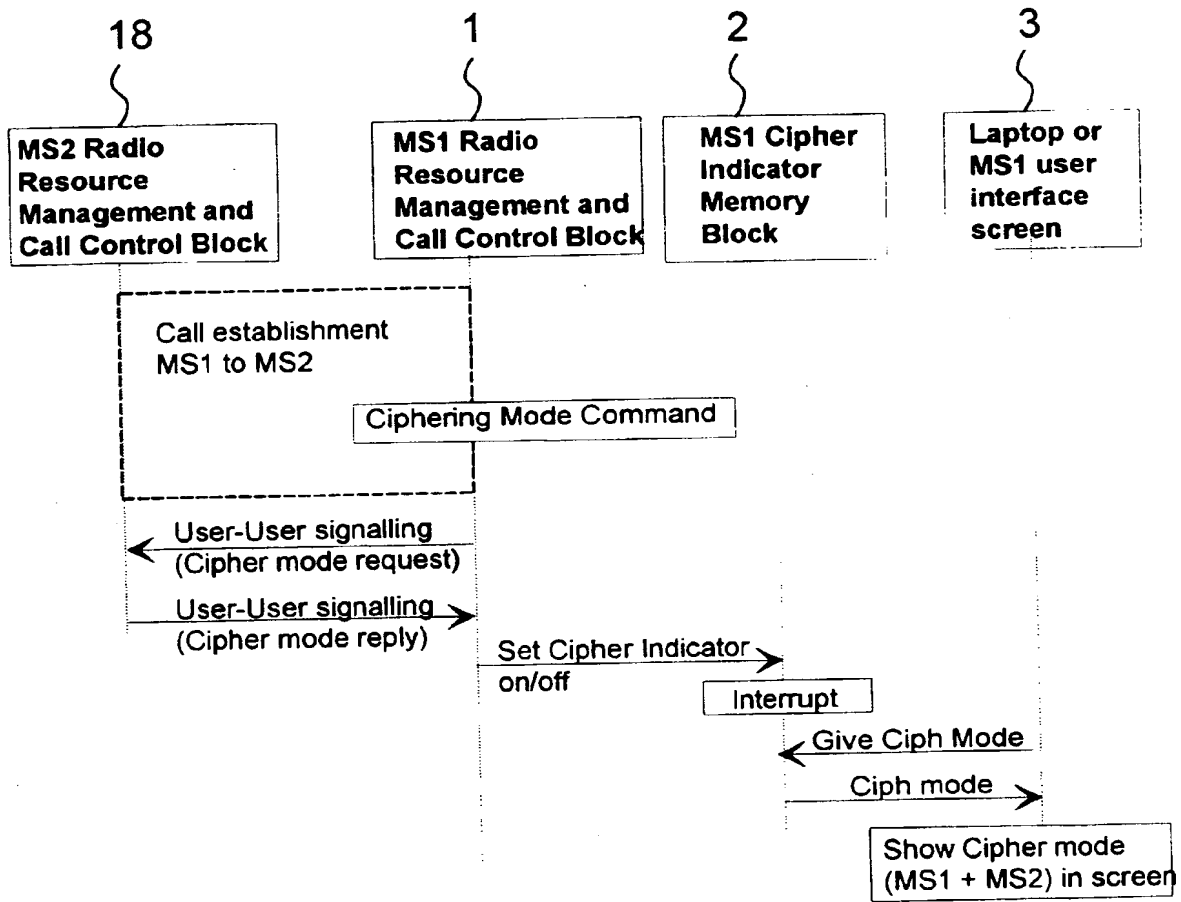 18
1
2
3
MS2 Radio
Resource
Management and
Call Control Block
MS1 Radio
Resource
Management and
Call Control Block
MS1 Cipher
Indicator
Memory
Block
Laptop or
MS1 user
interface
screen
Call establishment
MS1 to MS2
Ciphering Mode Command
User-User signalling
(Cipher mode request)
User-User signalling
(Cipher mode reply)
Set Cipher Indicator
on/off
Interrupt
Give Ciph Mode
Ciph mode
Show Cipher mode
(MS1 + MS2) in screen